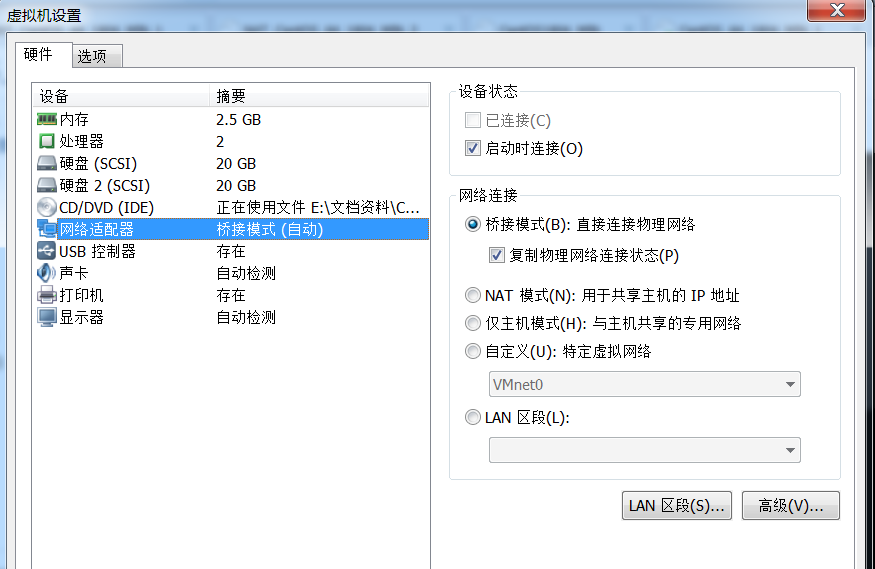 虚拟机设置
硬件
选项
设备 摘要
内存 2.5 GB
处理器 2
硬盘 (SCSI) 20 GB
硬盘 2 (SCSI) 20 GB
CD/DVD (IDE) 正在使用文件 E:\文档资料\C...
网络适配器 桥接模式 (自动)
USB 控制器 存在
声卡 自动检测
打印机 存在
显示器 自动检测
设备状态
已连接(C)
启动时连接(O)
网络连接
桥接模式(B): 直接连接物理网络
复制物理网络连接状态(P)
NAT 模式(N): 用于共享主机的 IP 地址
仅主机模式(H): 与主机共享的专用网络
自定义(U): 特定虚拟网络
VMnet0
LAN 区段(L):
LAN 区段(S)... 高级(V)...